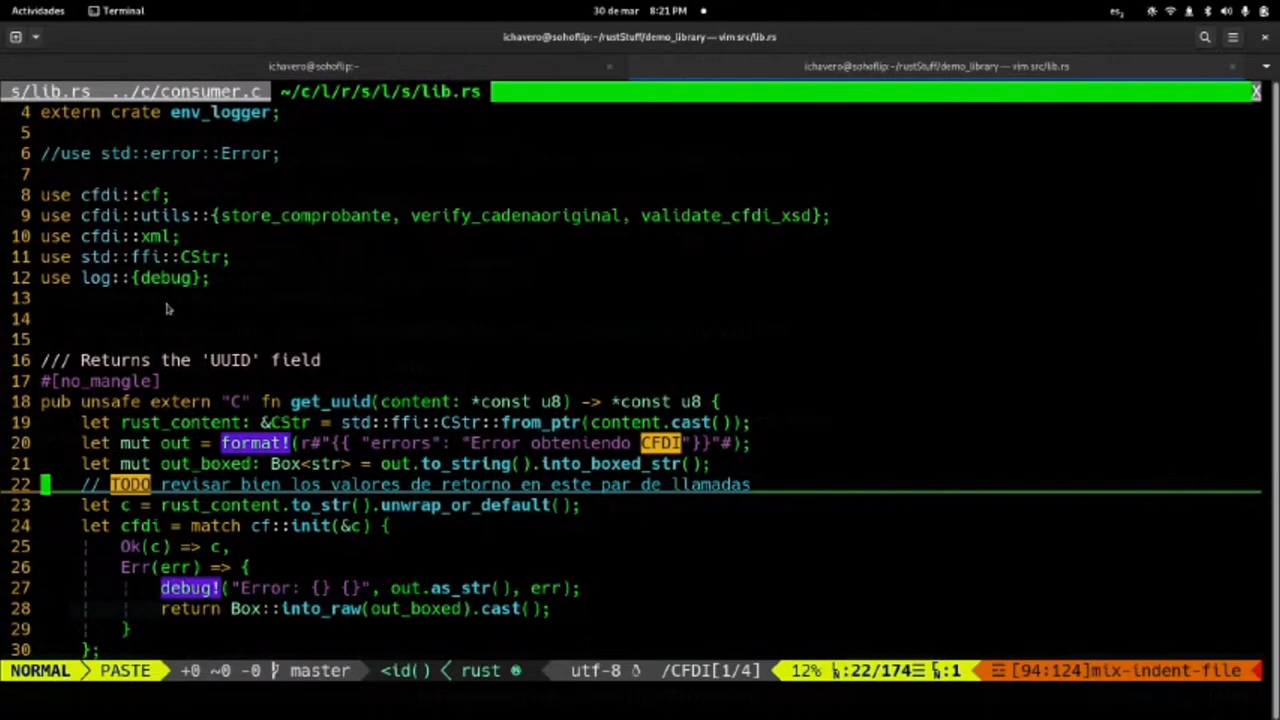 Actividades Terminal 30 de mar 8:21 PM es2
ichavero@sohoflip:~/rustStuff/demo_library — vim src/lib.rs
ichavero@sohoflip:~ × ichavero@sohoflip:~/rustStuff/demo_library — vim src/lib.rs ×
s/lib.rs ../c/consumer.c ~/c/l/r/s/l/s/lib.rs X
4 extern crate env_logger;
5
6 //use std::error::Error;
7
8 use cfdi::cf;
9 use cfdi::utils::{store_comprobante, verify_cadenaoriginal, validate_cfdi_xsd};
10 use cfdi::xml;
11 use std::ffi::CStr;
12 use log::{debug};
13
14
15
16 /// Returns the 'UUID' field
17 #[no_mangle]
18 pub unsafe extern "C" fn get_uuid(content: *const u8) -> *const u8 {
19 let rust_content: &CStr = std::ffi::CStr::from_ptr(content.cast());
20 let mut out = format!(r#"{{ "errors": "Error obteniendo CFDI"}}"#);
21 let mut out_boxed: Box<str> = out.to_string().into_boxed_str();
22 // TODO revisar bien los valores de retorno en este par de llamadas
23 let c = rust_content.to_str().unwrap_or_default();
24 let cfdi = match cf::init(&c) {
25 ¦ Ok(c) => c,
26 ¦ Err(err) => {
27 ¦ ¦ debug!("Error: {} {}", out.as_str(), err);
28 ¦ ¦ return Box::into_raw(out_boxed).cast();
29 ¦ }
30 };
NORMAL PASTE +0 ~0 -0 master <id() rust utf-8 /CFDI[1/4] 12% ㏑:22/174☰ ℅:1 ☲ [94:124]mix-indent-file